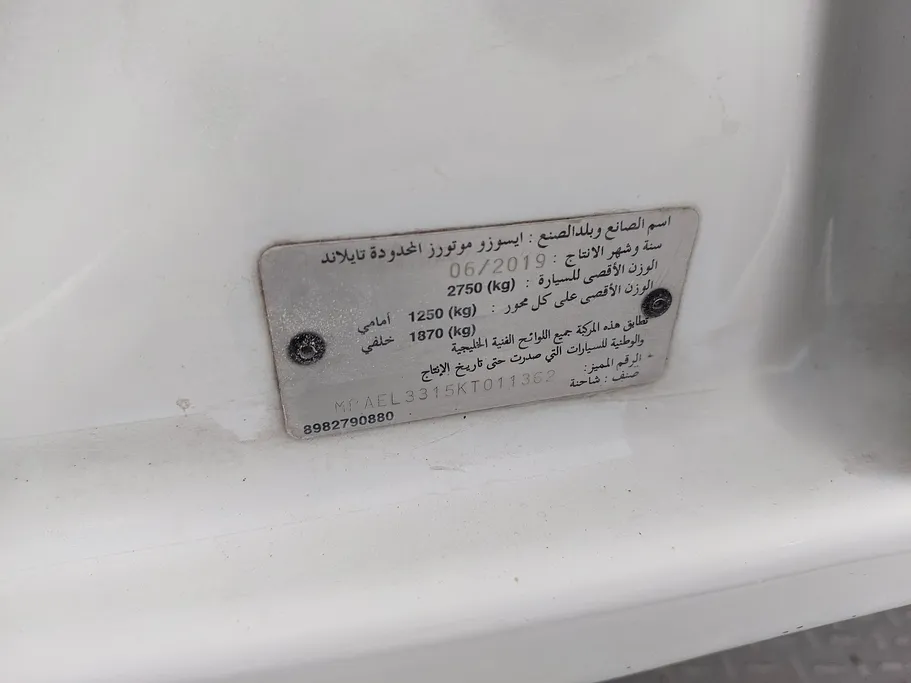 اسم الصانع وبلدالصنع : ايسوزو موتورز المحدودة تايلاند
سنة وشهر الانتاج : 06/2019
الوزن الأقصى للسيارة : 2750 (kg)
الوزن الأقصى على كل محور : 1250 (kg) أمامي
1870 (kg) خلفي
تطابق هذه المركبة جميع اللوائح الفنية الخليجية
والوطنية للسيارات التي صدرت حتى تاريخ الإنتاج
الرقم المميز:
صنف : شاحنة
8982790880